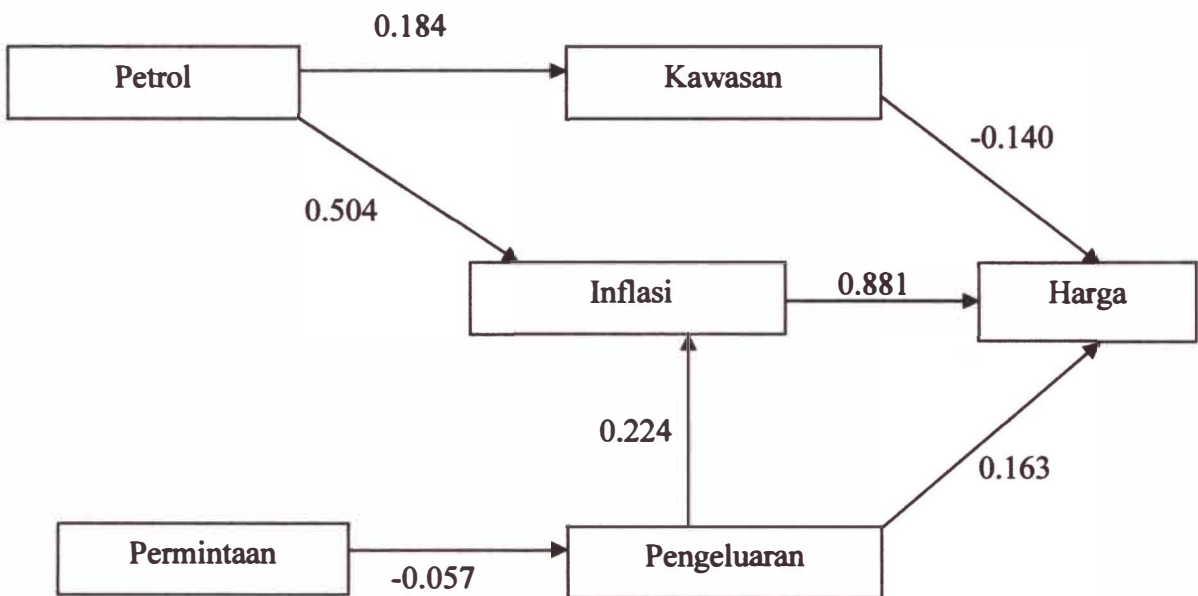 0.184
Petrol
Kawasan
-0.140
0.504
Inflasi
0.881
Harga
0.224
0.163
Permintaan
-0.057
Pengeluaran